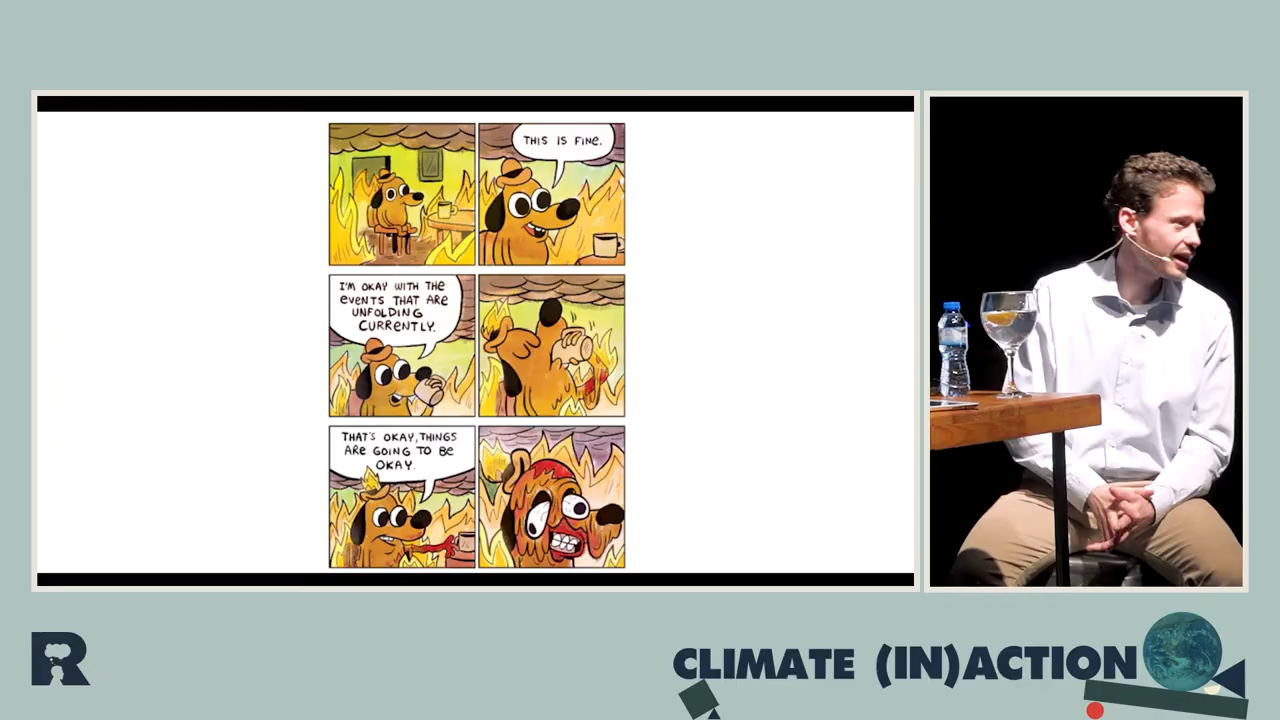 THIS IS FINE.
I'M OKAY WITH THE
EVENTS THAT ARE
UNFOLDING
CURRENTLY.
THAT'S OKAY, THINGS
ARE GOING TO BE
OKAY.
R
CLIMATE (IN)ACTION